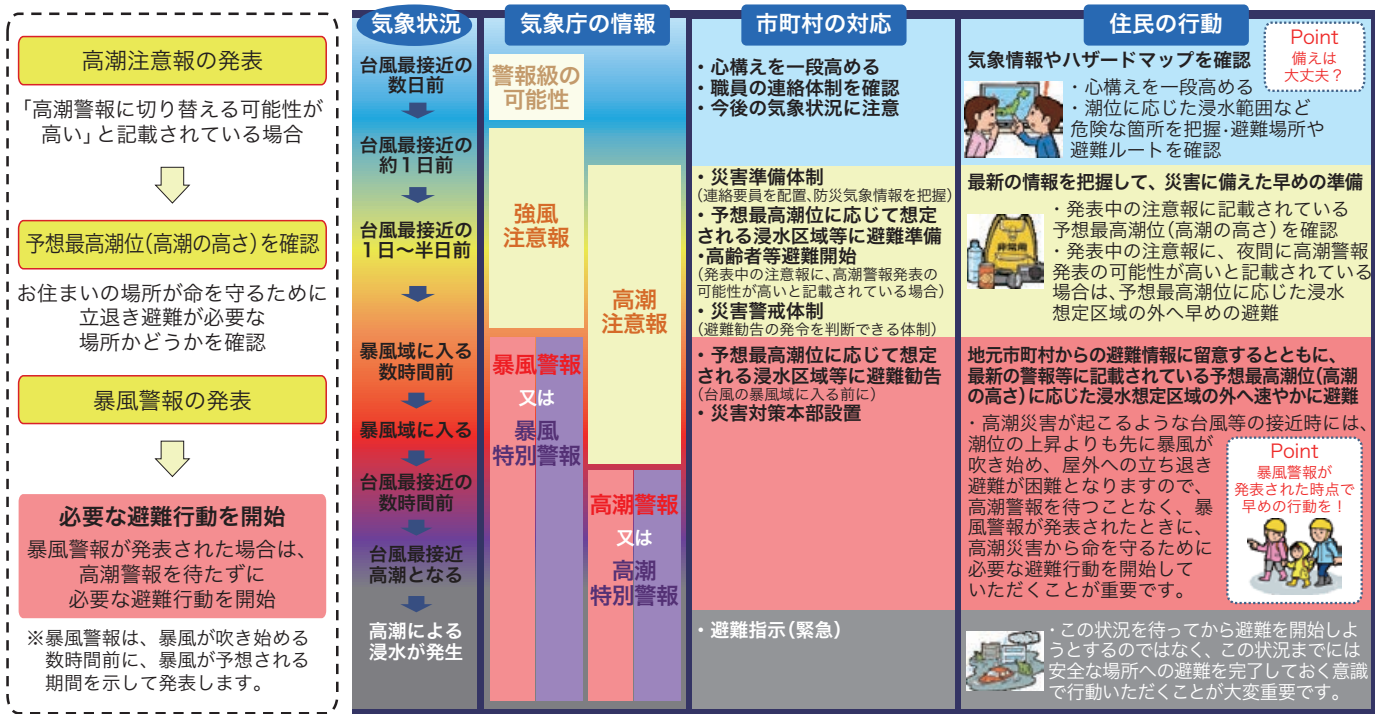 高潮注意報の発表
「高潮警報に切り替える可能性が
高い」と記載されている場合
予想最高潮位(高潮の高さ)を確認
お住まいの場所が命を守るために
立退き避難が必要な
場所かどうかを確認
暴風警報の発表
必要な避難行動を開始
暴風警報が発表された場合は、
高潮警報を待たずに
必要な避難行動を開始
※暴風警報は、暴風が吹き始める
数時間前に、暴風が予想される
期間を示して発表します。
気象状況
台風最接近の
数日前
台風最接近の
約1日前
台風最接近の
1日〜半日前
暴風域に入る
数時間前
暴風域に入る
台風最接近の
数時間前
台風最接近
高潮となる
高潮による
浸水が発生
気象庁の情報
警報級の
可能性
強風
注意報
高潮
注意報
暴風警報
又は
暴風
特別警報
高潮警報
又は
高潮
特別警報
市町村の対応
・心構えを一段高める
・職員の連絡体制を確認
・今後の気象状況に注意
・災害準備体制
(連絡要員を配置、防災気象情報を把握)
・予想最高潮位に応じて想定
される浸水区域等に避難準備
・高齢者等避難開始
(発表中の注意報に、高潮警報発表の
可能性が高いと記載されている場合)
・災害警戒体制
(避難勧告の発令を判断できる体制)
・予想最高潮位に応じて想定
される浸水区域等に避難勧告
(台風の暴風域に入る前に)
・災害対策本部設置
・避難指示(緊急)
住民の行動
Point
備えは
大丈夫?
気象情報やハザードマップを確認
・心構えを一段高める
・潮位に応じた浸水範囲など
危険な箇所を把握・避難場所や
避難ルートを確認
最新の情報を把握して、災害に備えた早めの準備
非常用
・発表中の注意報に記載されている
予想最高潮位(高潮の高さ)を確認
・発表中の注意報に、夜間に高潮警報
発表の可能性が高いと記載されている
場合は、予想最高潮位に応じた浸水
想定区域の外へ早めの避難
地元市町村からの避難情報に留意するとともに、
最新の警報等に記載されている予想最高潮位(高潮
の高さ)に応じた浸水想定区域の外へ速やかに避難
・高潮災害が起こるような台風等の接近時には、
潮位の上昇よりも先に暴風が
吹き始め、屋外への立ち退き
避難が困難となりますので、
高潮警報を待つことなく、暴
風警報が発表されたときに、
高潮災害から命を守るために
必要な避難行動を開始して
いただくことが重要です。
Point
暴風警報が
発表された時点で
早めの行動を!
・この状況を待ってから避難を開始しよ
うとするのではなく、この状況までには
安全な場所への避難を完了しておく意識
で行動いただくことが大変重要です。